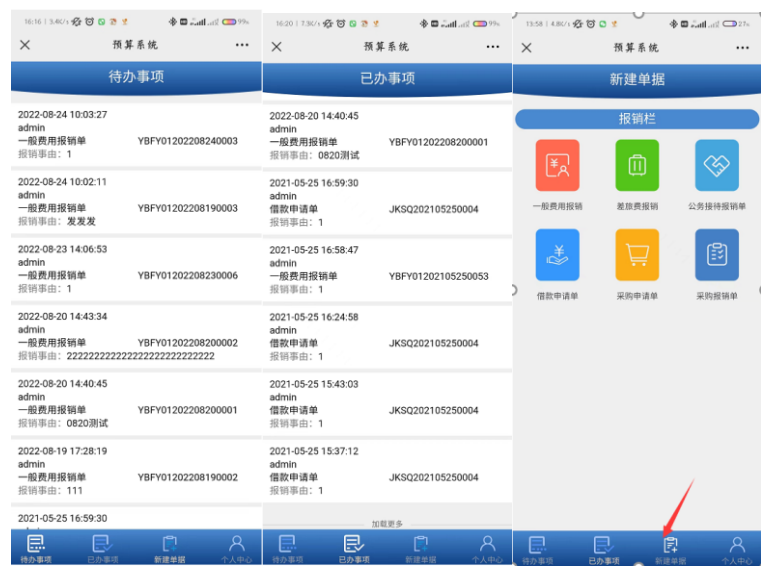 16:16 | 3.4K/s
99%
预算系统
待办事项
2022-08-24 10:03:27
admin
一般费用报销单 YBFY01202208240003
报销事由：1
2022-08-24 10:02:11
admin
一般费用报销单 YBFY01202208190003
报销事由：发发发
2022-08-23 14:06:53
admin
一般费用报销单 YBFY01202208230006
报销事由：1
2022-08-20 14:43:34
admin
一般费用报销单 YBFY01202208200002
报销事由：2222222222222222222222222222
2022-08-20 14:40:45
admin
一般费用报销单 YBFY01202208200001
报销事由：0820测试
2022-08-19 17:28:19
admin
一般费用报销单 YBFY01202208190002
报销事由：111
2021-05-25 16:59:30
待办事项 已办事项 新建单据 个人中心
16:20 | 7.3K/s
99%
预算系统
已办事项
2022-08-20 14:40:45
admin
一般费用报销单 YBFY01202208200001
报销事由：0820测试
2021-05-25 16:59:30
admin
借款申请单 JKSQ202105250004
报销事由：1
2021-05-25 16:58:47
admin
一般费用报销单 YBFY01202105250053
报销事由：1
2021-05-25 16:24:58
admin
借款申请单 JKSQ202105250004
报销事由：1
2021-05-25 15:43:03
admin
借款申请单 JKSQ202105250004
报销事由：1
2021-05-25 15:37:12
admin
借款申请单 JKSQ202105250004
报销事由：1
加载更多
待办事项 已办事项 新建单据 个人中心
15:58 | 4.8K/s
21%
预算系统
新建单据
报销栏
一般费用报销 差旅费报销 公务接待报销单
借款申请单 采购申请单 采购报销单
待办事项 已办事项 新建单据 个人中心